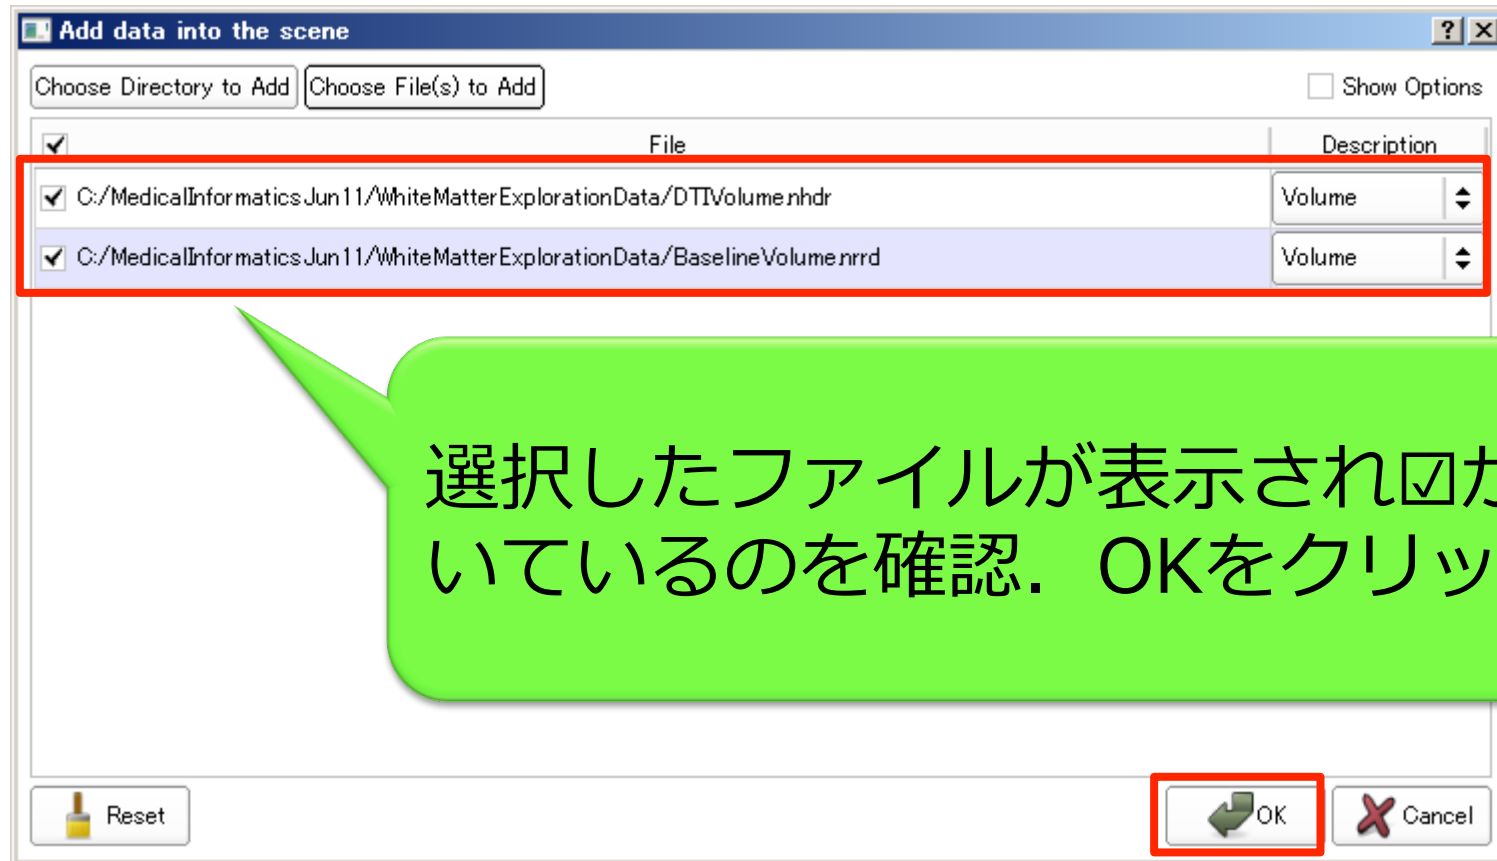 Add data into the scene
Choose Directory to Add Choose File(s) to Add Show Options
File Description
C:/MedicalInformaticsJun11/WhiteMatterExplorationData/DTIVolume.nhdr Volume
C:/MedicalInformaticsJun11/WhiteMatterExplorationData/BaselineVolume.nrrd Volume
選択したファイルが表示され☑が
いているのを確認．OKをクリッ
Reset OK Cancel